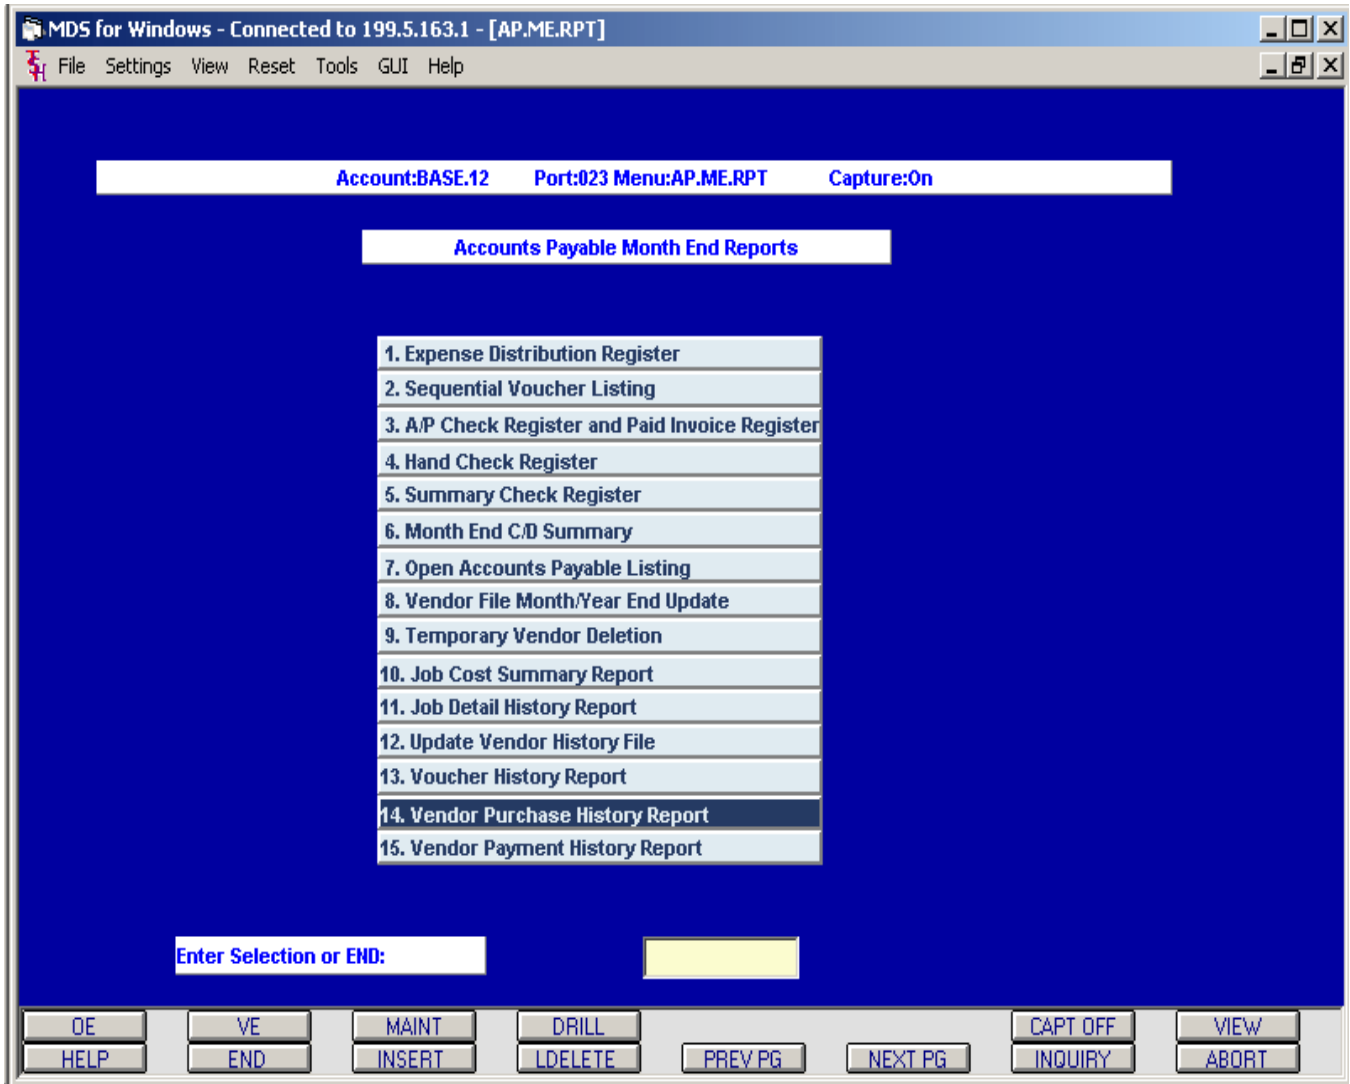 MDS for Windows - Connected to 199.5.163.1 - [AP.ME.RPT]
File Settings View Reset Tools GUI Help
Account:BASE.12 Port:023 Menu:AP.ME.RPT Capture:On
Accounts Payable Month End Reports
1. Expense Distribution Register
2. Sequential Voucher Listing
3. A/P Check Register and Paid Invoice Register
4. Hand Check Register
5. Summary Check Register
6. Month End C/D Summary
7. Open Accounts Payable Listing
8. Vendor File Month/Year End Update
9. Temporary Vendor Deletion
10. Job Cost Summary Report
11. Job Detail History Report
12. Update Vendor History File
13. Voucher History Report
14. Vendor Purchase History Report
15. Vendor Payment History Report
Enter Selection or END:
OE VE MAINT DRILL CAPT OFF VIEW
HELP END INSERT LDELETE PREV PG NEXT PG INQUIRY ABORT